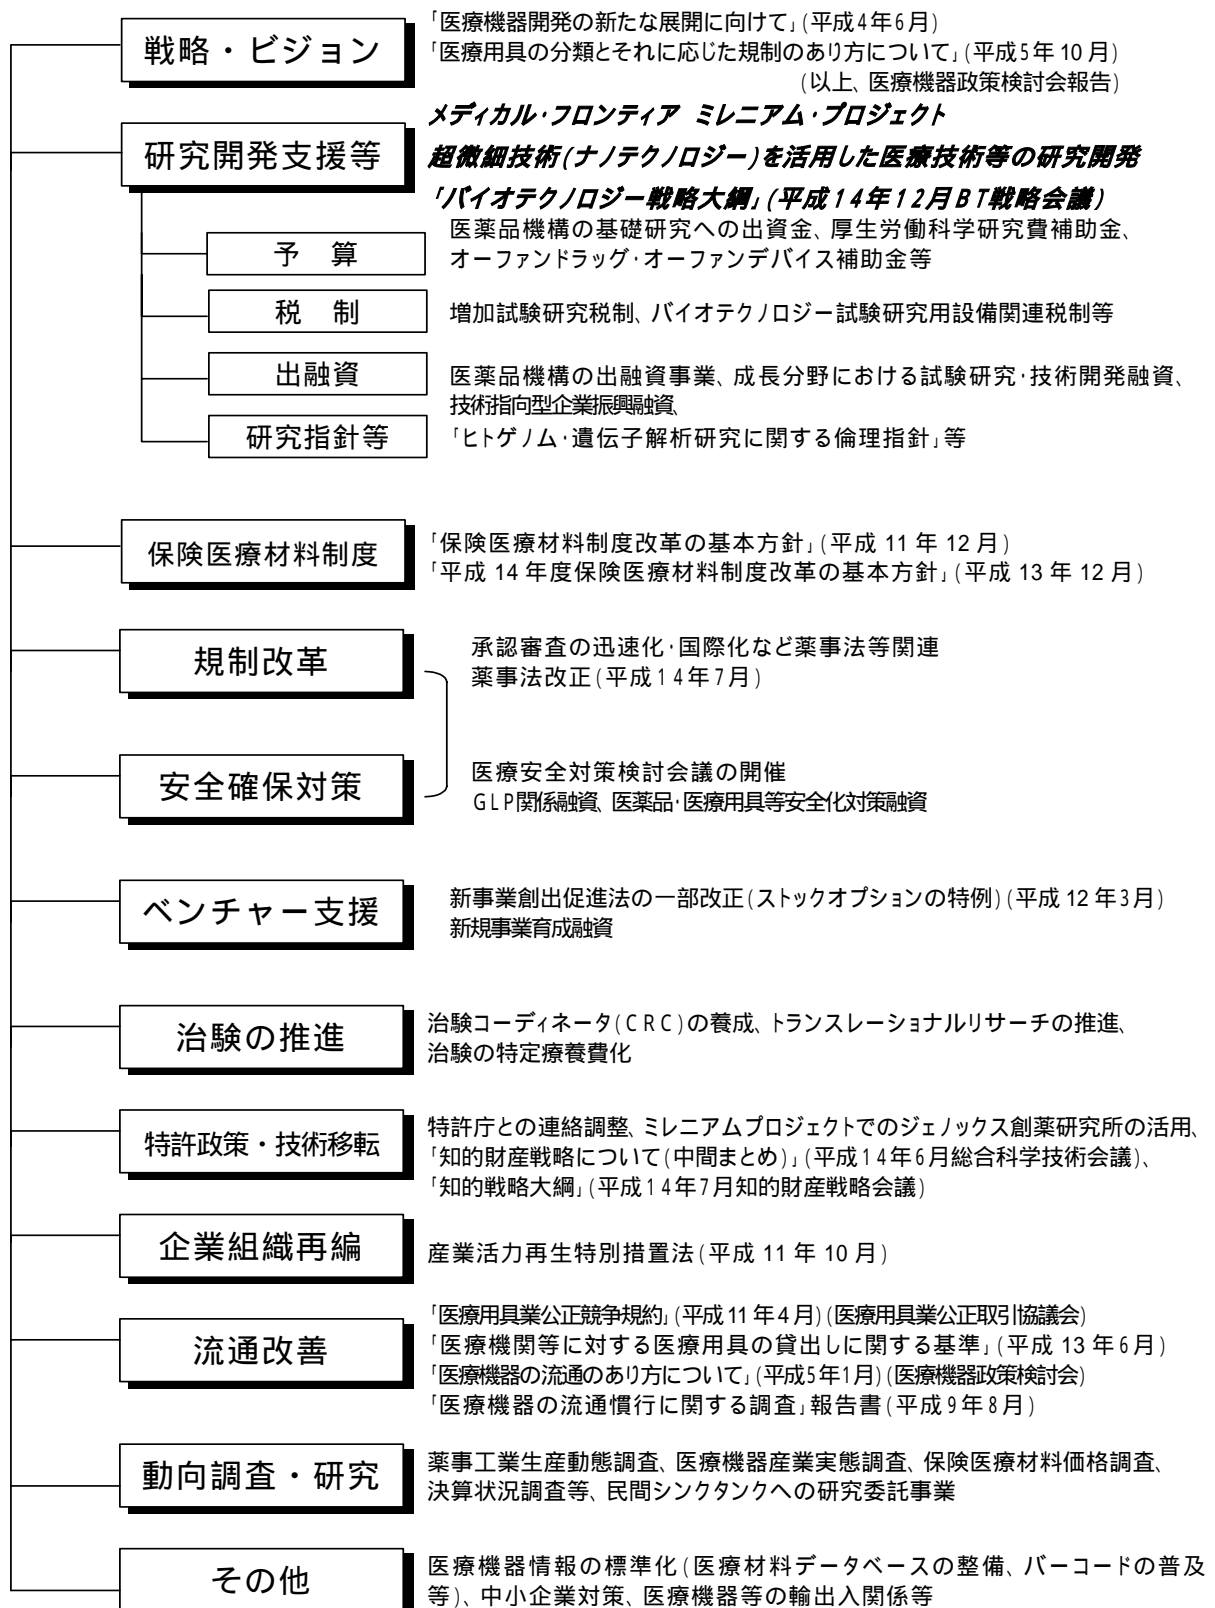 戦略・ビジョン
「医療機器開発の新たな展開に向けて」(平成4年6月)
「医療用具の分類とそれに応じた規制のあり方について」(平成5年10月)
(以上、医療機器政策検討会報告)
研究開発支援等
メディカル・フロンティア ミレニアム・プロジェクト
超微細技術(ナノテクノロジー)を活用した医療技術等の研究開発
「バイオテクノロジー戦略大綱」(平成14年12月BT戦略会議)
予 算
医薬品機構の基礎研究への出資金、厚生労働科学研究費補助金、
オーファンドラッグ・オーファンデバイス補助金等
税 制
増加試験研究税制、バイオテクノロジー試験研究用設備関連税制等
出融資
医薬品機構の出融資事業、成長分野における試験研究・技術開発融資、
技術指向型企業振興融資、
研究指針等
「ヒトゲノム・遺伝子解析研究に関する倫理指針」等
保険医療材料制度
「保険医療材料制度改革の基本方針」(平成 11 年 12 月)
「平成 14 年度保険医療材料制度改革の基本方針」(平成 13 年 12 月)
規制改革
承認審査の迅速化・国際化など薬事法等関連
薬事法改正(平成14年7月)
安全確保対策
医療安全対策検討会議の開催
GLP関係融資、医薬品・医療用具等安全化対策融資
ベンチャー支援
新事業創出促進法の一部改正(ストックオプションの特例)(平成 12 年3月)
新規事業育成融資
治験の推進
治験コーディネータ(CRC)の養成、トランスレーショナルリサーチの推進、
治験の特定療養費化
特許政策・技術移転
特許庁との連絡調整、ミレニアムプロジェクトでのジェノックス創薬研究所の活用、
「知的財産戦略について(中間まとめ)」(平成14年6月総合科学技術会議)、
「知的戦略大綱」(平成14年7月知的財産戦略会議)
企業組織再編
産業活力再生特別措置法(平成 11 年 10 月)
流通改善
「医療用具業公正競争規約」(平成 11 年4月)(医療用具業公正取引協議会)
「医療機関等に対する医療用具の貸出しに関する基準」(平成 13 年6月)
「医療機器の流通のあり方について」(平成5年1月)(医療機器政策検討会)
「医療機器の流通慣行に関する調査」報告書(平成9年8月)
動向調査・研究
薬事工業生産動態調査、医療機器産業実態調査、保険医療材料価格調査、
決算状況調査等、民間シンクタンクへの研究委託事業
その他
医療機器情報の標準化(医療材料データベースの整備、バーコードの普及
等)、中小企業対策、医療機器等の輸出入関係等